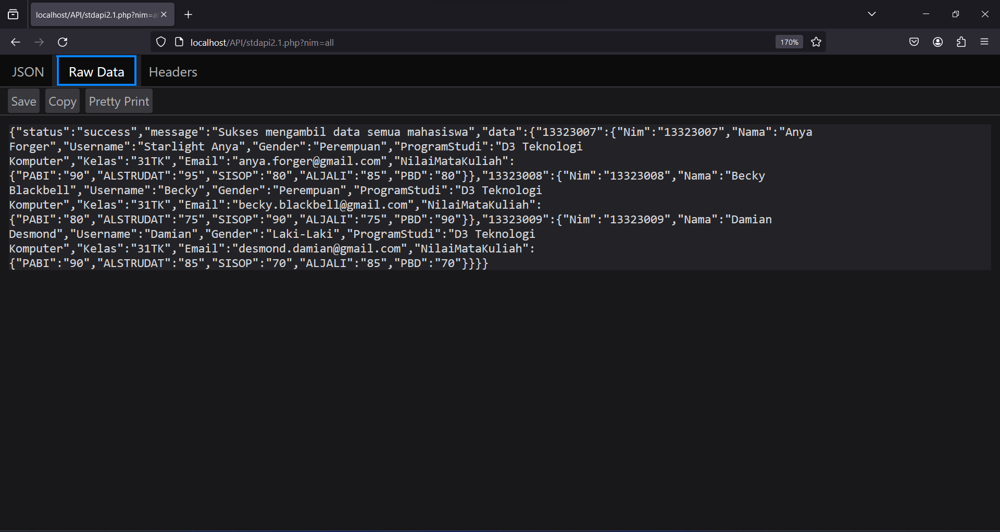 localhost/API/stdapi2.1.php?nim=a
localhost/API/stdapi2.1.php?nim=all
170%
JSON Raw Data Headers
Save Copy Pretty Print
{"status":"success","message":"Sukses mengambil data semua mahasiswa","data":{"13323007":{"Nim":"13323007","Nama":"Anya
Forger","Username":"Starlight Anya","Gender":"Perempuan","ProgramStudi":"D3 Teknologi
Komputer","Kelas":"31TK","Email":"anya.forger@gmail.com","NilaiMataKuliah":
{"PABI":"90","ALSTRUDAT":"95","SISOP":"80","ALJALI":"85","PBD":"80"}},"13323008":{"Nim":"13323008","Nama":"Becky
Blackbell","Username":"Becky","Gender":"Perempuan","ProgramStudi":"D3 Teknologi
Komputer","Kelas":"31TK","Email":"becky.blackbell@gmail.com","NilaiMataKuliah":
{"PABI":"80","ALSTRUDAT":"75","SISOP":"90","ALJALI":"75","PBD":"90"}},"13323009":{"Nim":"13323009","Nama":"Damian
Desmond","Username":"Damian","Gender":"Laki-Laki","ProgramStudi":"D3 Teknologi
Komputer","Kelas":"31TK","Email":"desmond.damian@gmail.com","NilaiMataKuliah":
{"PABI":"90","ALSTRUDAT":"85","SISOP":"70","ALJALI":"85","PBD":"70"}}}}